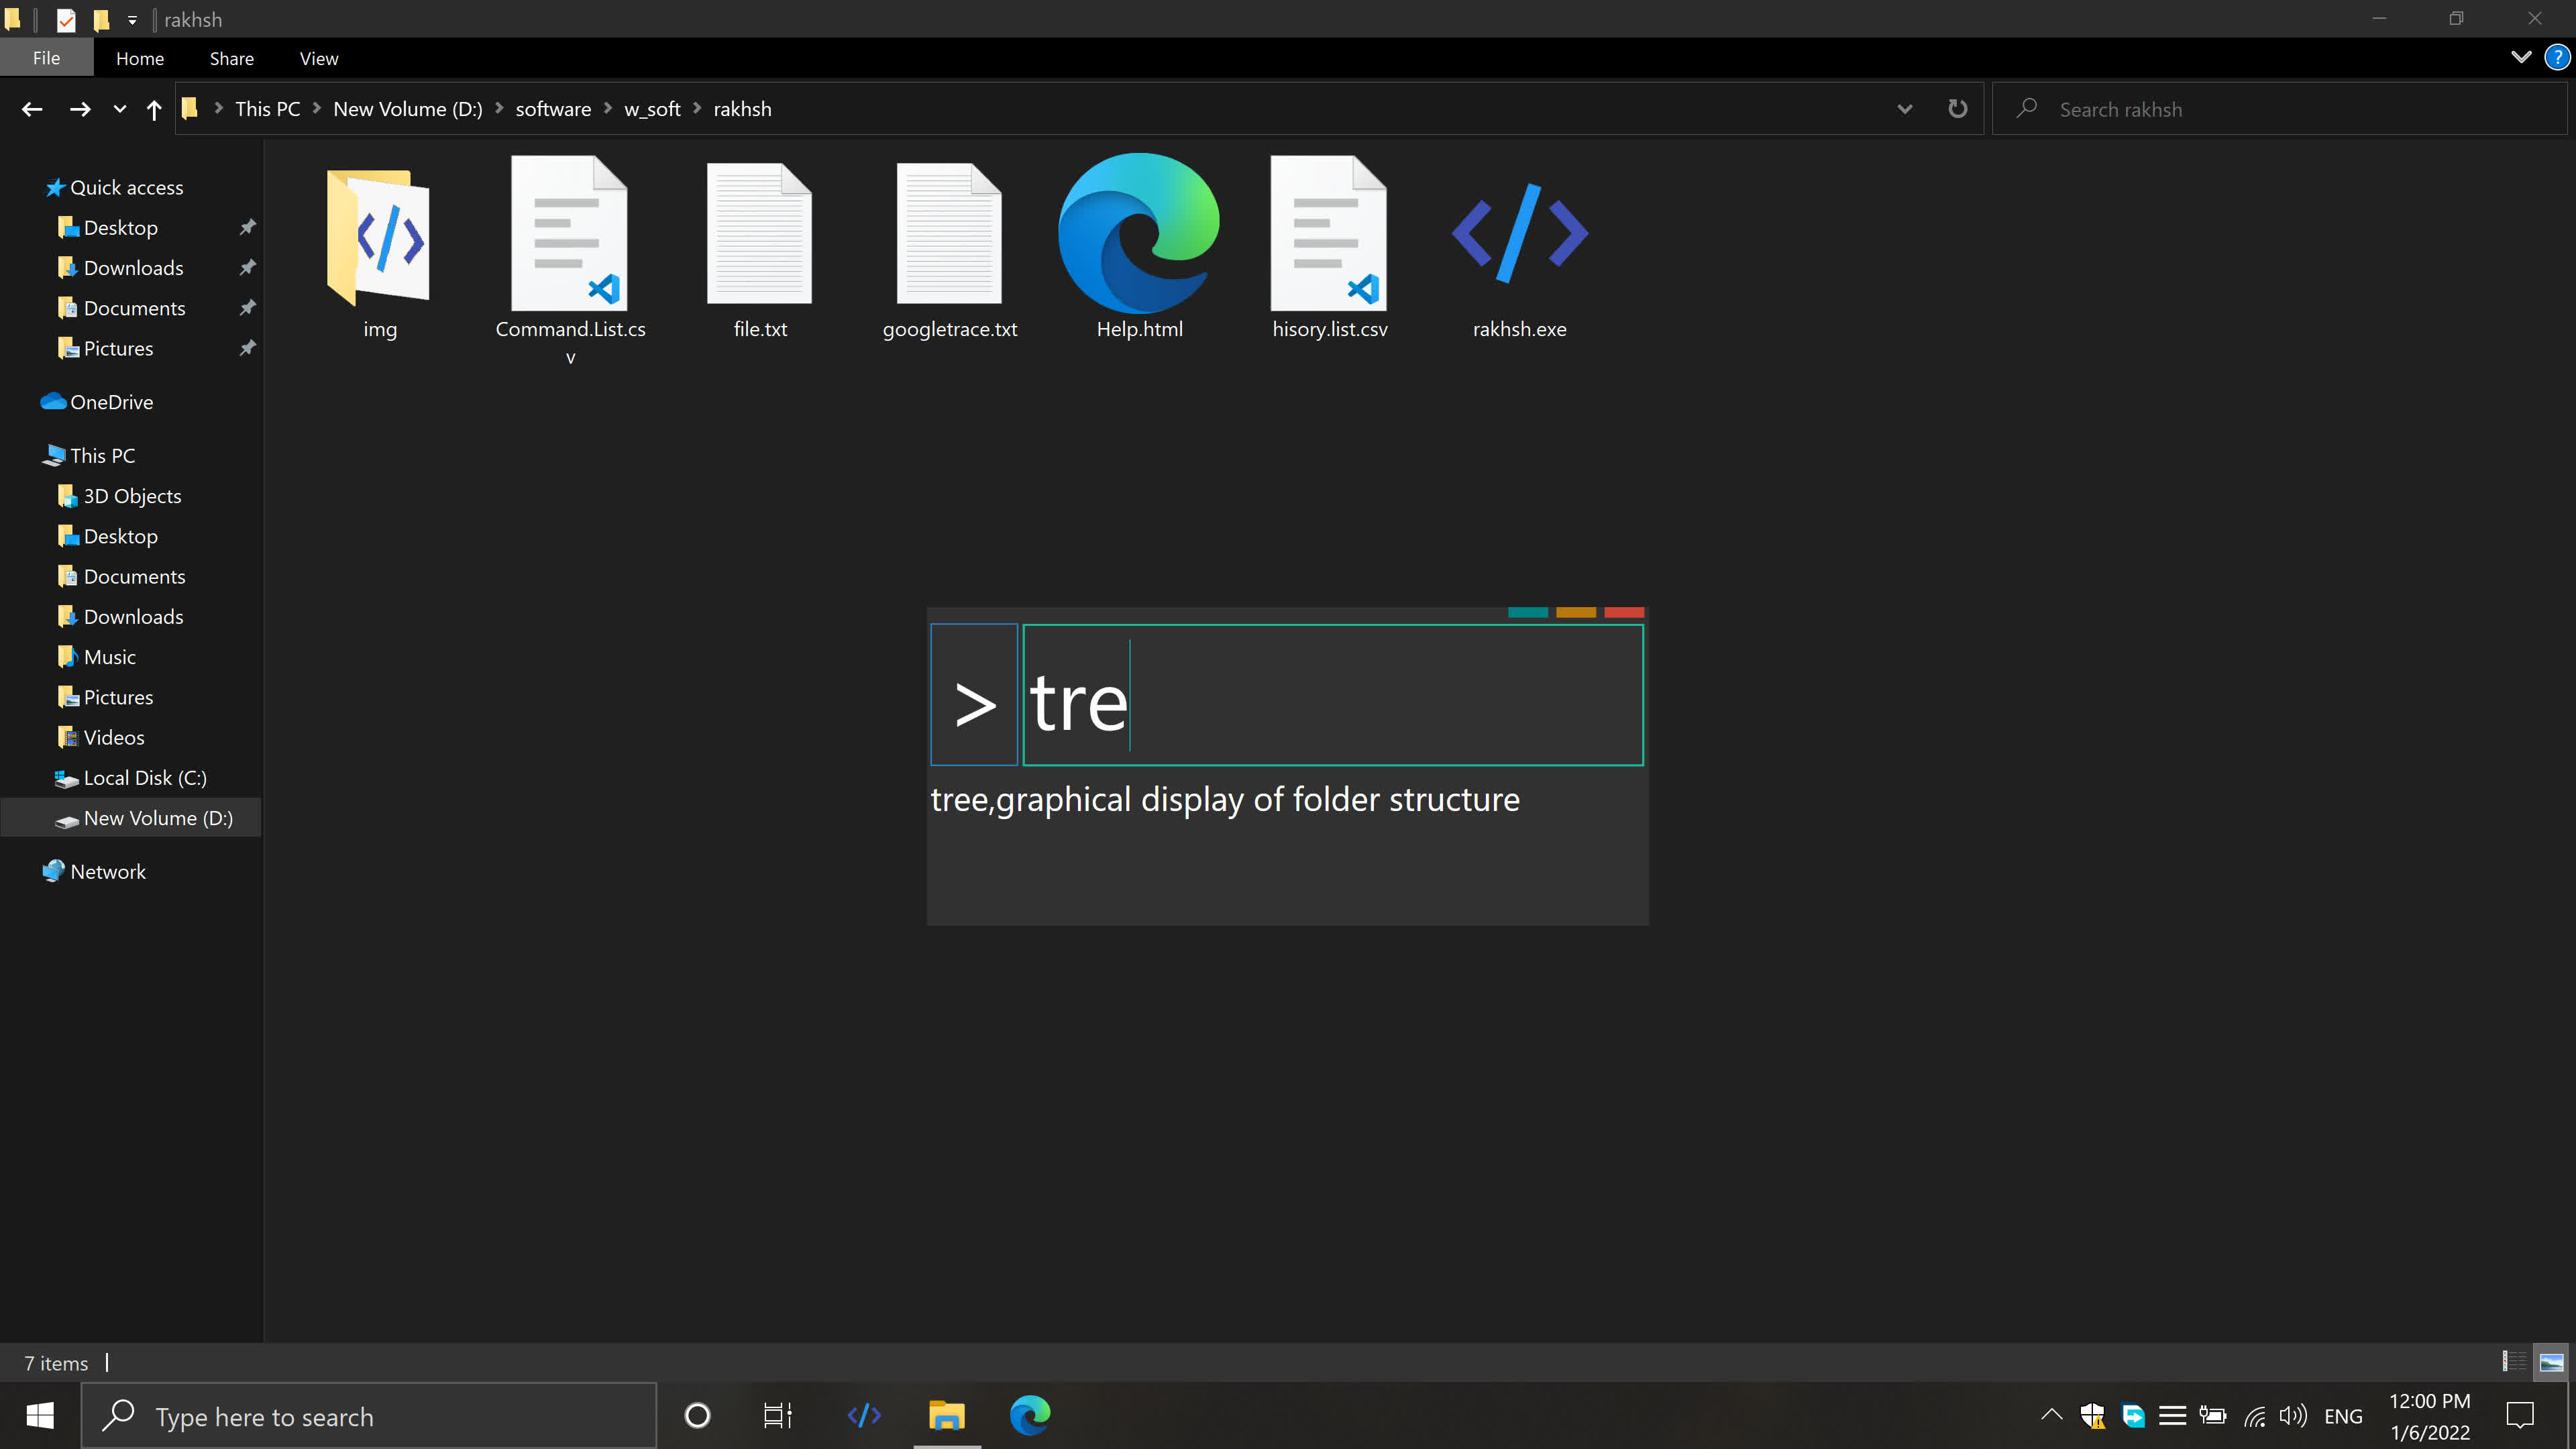 rakhsh
File Home Share View
This PC New Volume (D:) software w_soft rakhsh
Search rakhsh
Quick access
Desktop
Downloads
Documents
Pictures
OneDrive
This PC
3D Objects
Desktop
Documents
Downloads
Music
Pictures
Videos
Local Disk (C:)
New Volume (D:)
Network
img
Command.List.cs
v
file.txt
googletrace.txt
Help.html
hisory.list.csv
rakhsh.exe
> tre
tree,graphical display of folder structure
7 items
Type here to search
ENG
12:00 PM
1/6/2022